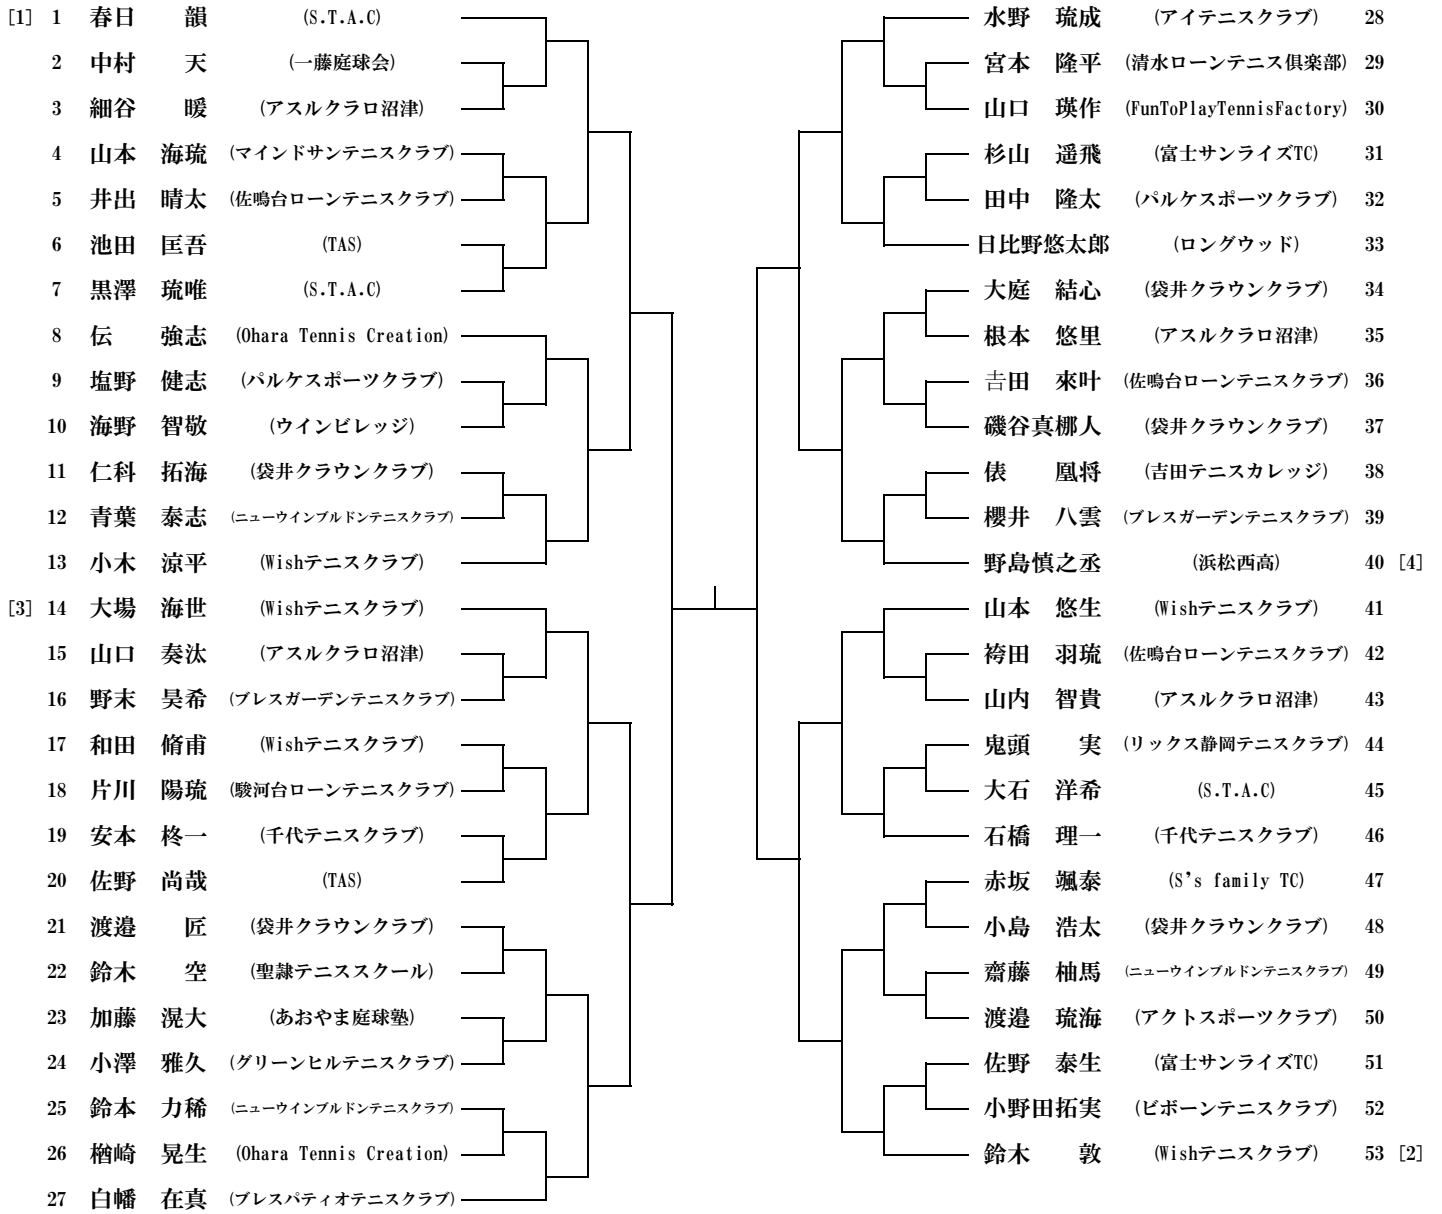 [1] 1 春日 韻 (S.T.A.C)
2 中村 天 (一藤庭球会)
3 細谷 暖 (アスルクラロ沼津)
4 山本 海琉 (マインドサンテニスクラブ)
5 井出 晴太 (佐鳴台ローンテニスクラブ)
6 池田 匡吾 (TAS)
7 黒澤 琉唯 (S.T.A.C)
8 伝 強志 (Ohara Tennis Creation)
9 塩野 健志 (パルケスポーツクラブ)
10 海野 智敬 (ウインビレッジ)
11 仁科 拓海 (袋井クラウンクラブ)
12 青葉 泰志 (ニューウインブルドンテニスクラブ)
13 小木 涼平 (Wishテニスクラブ)
[3] 14 大場 海世 (Wishテニスクラブ)
15 山口 奏汰 (アスルクラロ沼津)
16 野末 昊希 (ブレスガーデンテニスクラブ)
17 和田 脩甫 (Wishテニスクラブ)
18 片川 陽琉 (駿河台ローンテニスクラブ)
19 安本 柊一 (千代テニスクラブ)
20 佐野 尚哉 (TAS)
21 渡邉 匠 (袋井クラウンクラブ)
22 鈴木 空 (聖隷テニススクール)
23 加藤 滉大 (あおやま庭球塾)
24 小澤 雅久 (グリーンヒルテニスクラブ)
25 鈴木 力稀 (ニューウインブルドンテニスクラブ)
26 楢崎 晃生 (Ohara Tennis Creation)
27 白幡 在真 (ブレスパティオテニスクラブ)
水野 琉成 (アイテニスクラブ) 28
宮本 隆平 (清水ローンテニス倶楽部) 29
山口 瑛作 (FunToPlayTennisFactory) 30
杉山 遥飛 (富士サンライズTC) 31
田中 隆太 (パルケスポーツクラブ) 32
日比野悠太郎 (ロングウッド) 33
大庭 結心 (袋井クラウンクラブ) 34
根本 悠里 (アスルクラロ沼津) 35
𠮷田 來叶 (佐鳴台ローンテニスクラブ) 36
磯谷真梛人 (袋井クラウンクラブ) 37
俵 凰将 (吉田テニスカレッジ) 38
櫻井 八雲 (ブレスガーデンテニスクラブ) 39
野島慎之丞 (浜松西高) 40 [4]
山本 悠生 (Wishテニスクラブ) 41
袴田 羽琉 (佐鳴台ローンテニスクラブ) 42
山内 智貴 (アスルクラロ沼津) 43
鬼頭 実 (リックス静岡テニスクラブ) 44
大石 洋希 (S.T.A.C) 45
石橋 理一 (千代テニスクラブ) 46
赤坂 颯泰 (S's family TC) 47
小島 浩太 (袋井クラウンクラブ) 48
齋藤 柚馬 (ニューウインブルドンテニスクラブ) 49
渡邉 琉海 (アクトスポーツクラブ) 50
佐野 泰生 (富士サンライズTC) 51
小野田拓実 (ビボーンテニスクラブ) 52
鈴木 敦 (Wishテニスクラブ) 53 [2]